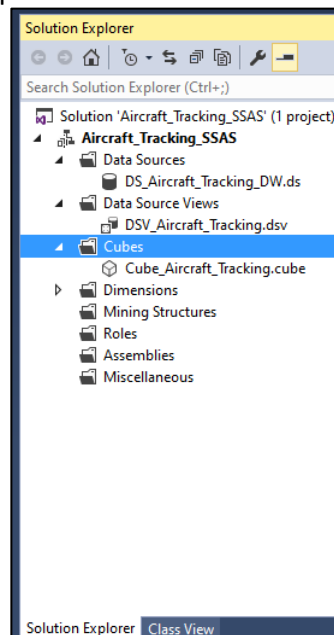 Solution Explorer
Search Solution Explorer (Ctrl+;)
Solution 'Aircraft_Tracking_SSAS' (1 project)
Aircraft_Tracking_SSAS
Data Sources
DS_Aircraft_Tracking_DW.ds
Data Source Views
DSV_Aircraft_Tracking.dsv
Cubes
Cube_Aircraft_Tracking.cube
Dimensions
Mining Structures
Roles
Assemblies
Miscellaneous
Solution Explorer Class View